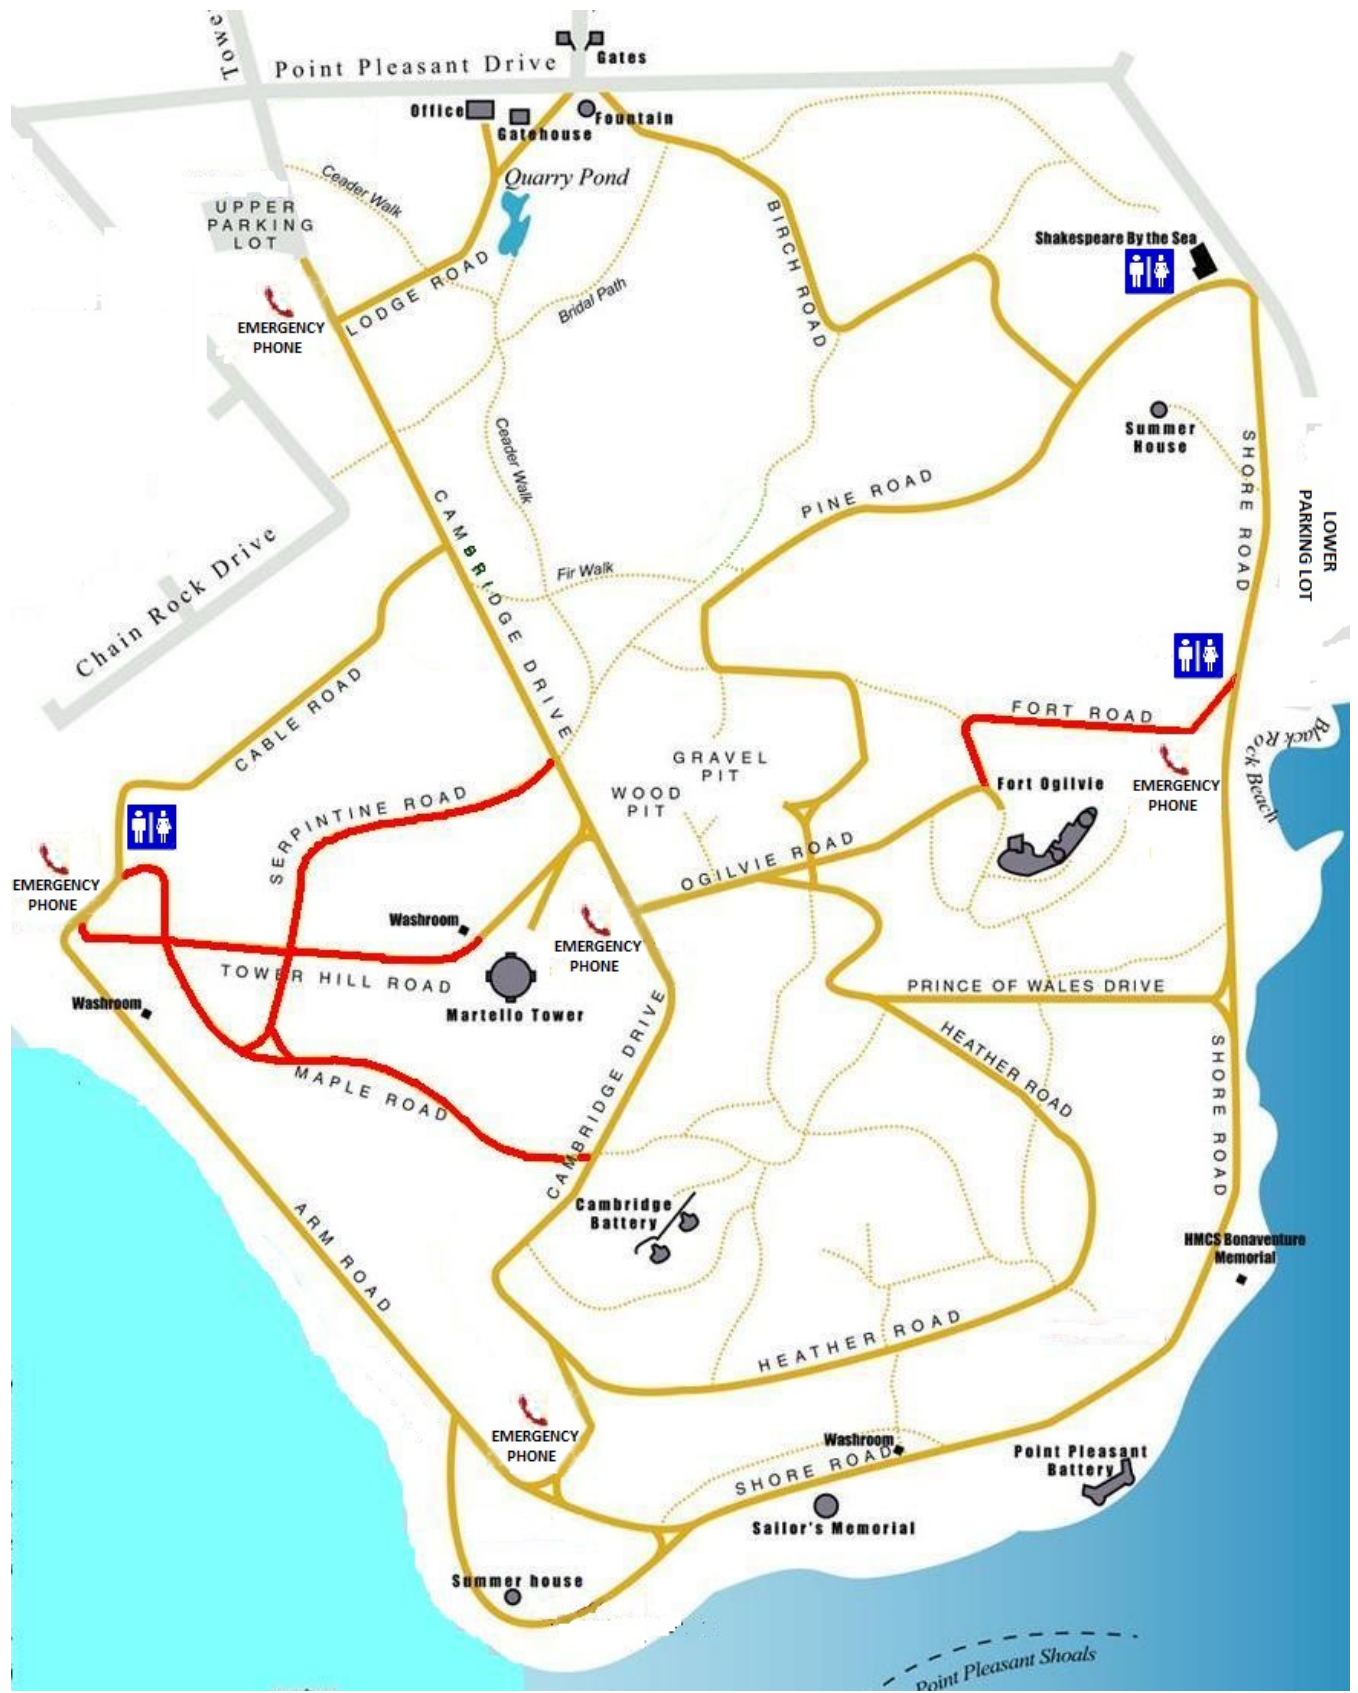 Towe
Point Pleasant Drive
Gates
Office
Gatehouse
Fountain
Quarry Pond
Ceader Walk
UPPER
PARKING
LOT
BIRCH ROAD
Shakespeare By the Sea
LODGE ROAD
Bridal Path
EMERGENCY
PHONE
Summer
House
SHORE ROAD
Ceader Walk
PINE ROAD
LOWER
PARKING LOT
CAMBRIDGE DRIVE
Chain Rock Drive
Fir Walk
CABLE ROAD
FORT ROAD
Black Rock Beach
GRAVEL
PIT
WOOD
PIT
Fort Ogilvie
EMERGENCY
PHONE
SERPINTINE ROAD
OGILVIE ROAD
EMERGENCY
PHONE
Washroom
EMERGENCY
PHONE
TOWER HILL ROAD
PRINCE OF WALES DRIVE
Washroom
Martello Tower
CAMBRIDGE DRIVE
HEATHER ROAD
SHORE ROAD
MAPLE ROAD
Cambridge
Battery
ARM ROAD
HMCS Bonaventure
Memorial
HEATHER ROAD
EMERGENCY
PHONE
Washroom
SHORE ROAD
Point Pleasant
Battery
Sailor's Memorial
Summer house
Point Pleasant Shoals